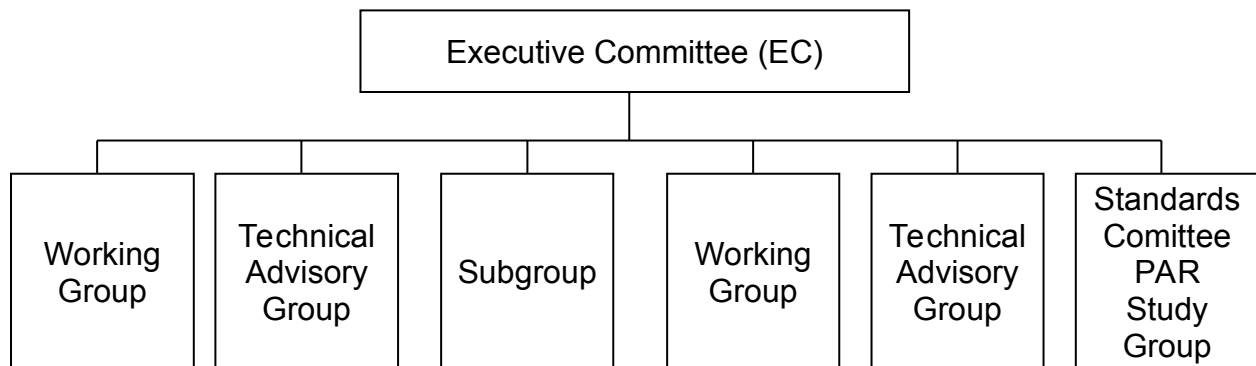 Executive Committee (EC)
Working
Group
Technical
Advisory
Group
Subgroup
Working
Group
Technical
Advisory
Group
Standards
Comittee
PAR
Study
Group